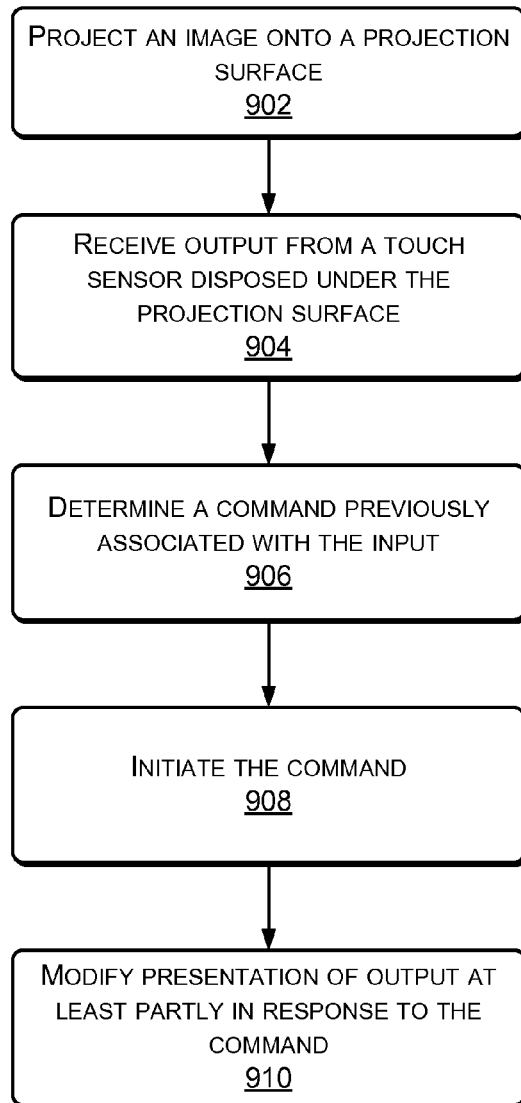 PROJECT AN IMAGE ONTO A PROJECTION
SURFACE
902
RECEIVE OUTPUT FROM A TOUCH
SENSOR DISPOSED UNDER THE
PROJECTION SURFACE
904
DETERMINE A COMMAND PREVIOUSLY
ASSOCIATED WITH THE INPUT
906
INITIATE THE COMMAND
908
MODIFY PRESENTATION OF OUTPUT AT
LEAST PARTLY IN RESPONSE TO THE
COMMAND
910